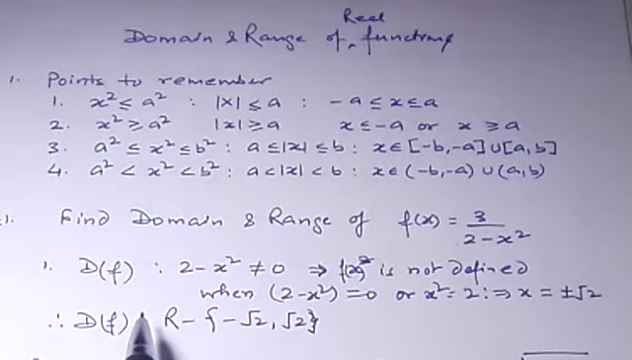 Domain & Range of Real functions
1. Points to remember
1. x² ≤ a² : |x| ≤ a : -a ≤ x ≤ a
2. x² ≥ a² |x| ≥ a x ≤ -a or x ≥ a
3. a² ≤ x² ≤ b² : a ≤ |x| ≤ b : x ∈ [-b, -a] ∪ [a, b]
4. a² < x² < b² : a < |x| < b : x ∈ (-b, -a) ∪ (a, b)
1. Find Domain & Range of f(x) = 3/(2-x²)
1. D(f) : 2-x² ≠ 0 ⇒ f(x) is not defined
when (2-x²) = 0 or x² = 2 : ⇒ x = ±√2
∴ D(f) R - {-√2, √2}